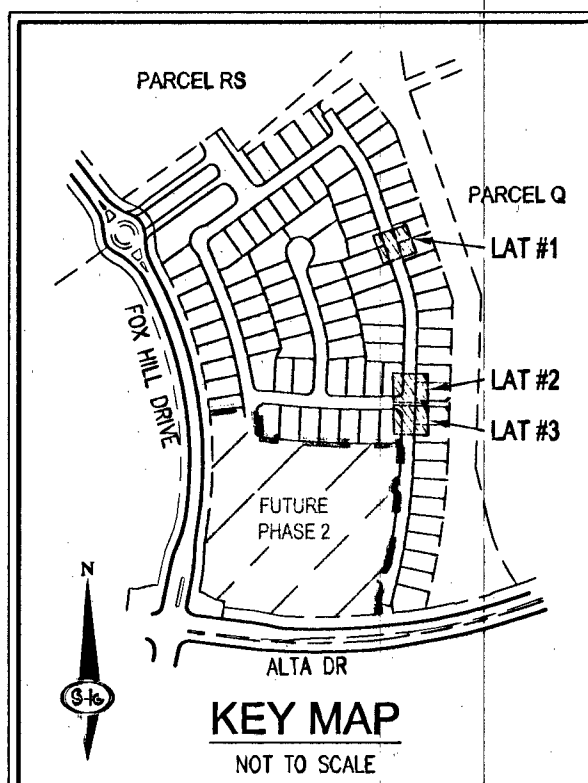 PARCEL RS
PARCEL Q
LAT #1
FOX HILL DRIVE
LAT #2
LAT #3
FUTURE
PHASE 2
N
ALTA DR
KEY MAP
NOT TO SCALE